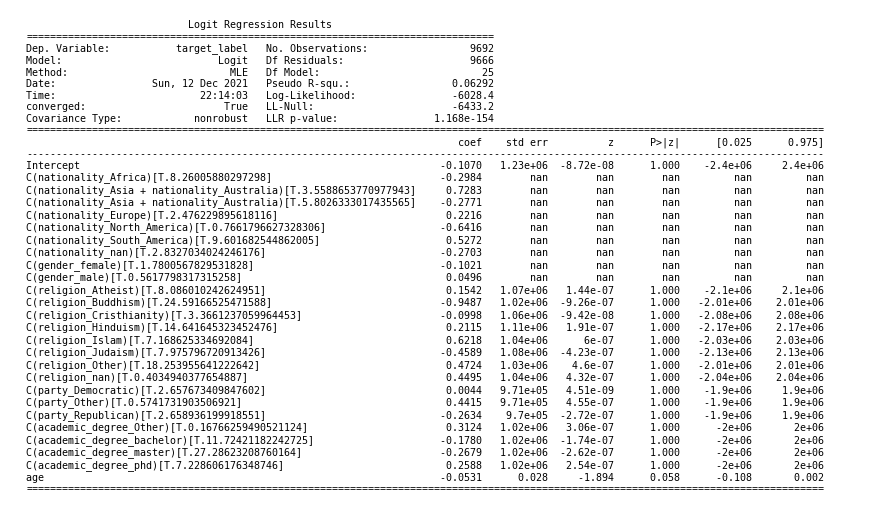 Logit Regression Results
==============================================================================
Dep. Variable: target_label No. Observations: 9692
Model: Logit Df Residuals: 9666
Method: MLE Df Model: 25
Date: Sun, 12 Dec 2021 Pseudo R-squ.: 0.06292
Time: 22:14:03 Log-Likelihood: -6028.4
converged: True LL-Null: -6433.2
Covariance Type: nonrobust LLR p-value: 1.168e-154
=====================================================================================================================================
coef std err z P>|z| [0.025 0.975]
-------------------------------------------------------------------------------------------------------------------------------------
Intercept -0.1070 1.23e+06 -8.72e-08 1.000 -2.4e+06 2.4e+06
C(nationality_Africa)[T.8.26005880297298] -0.2984 nan nan nan nan nan
C(nationality_Asia + nationality_Australia)[T.3.5588653770977943] 0.7283 nan nan nan nan nan
C(nationality_Asia + nationality_Australia)[T.5.8026333017435565] -0.2771 nan nan nan nan nan
C(nationality_Europe)[T.2.476229895618116] 0.2216 nan nan nan nan nan
C(nationality_North_America)[T.0.7661796627328306] -0.6416 nan nan nan nan nan
C(nationality_South_America)[T.9.601682544862005] 0.5272 nan nan nan nan nan
C(nationality_nan)[T.2.8327034024246176] -0.2703 nan nan nan nan nan
C(gender_female)[T.1.7800567829531828] -0.1021 nan nan nan nan nan
C(gender_male)[T.0.5617798317315258] 0.0496 nan nan nan nan nan
C(religion_Atheist)[T.8.086010242624951] 0.1542 1.07e+06 1.44e-07 1.000 -2.1e+06 2.1e+06
C(religion_Buddhism)[T.24.59166525471588] -0.9487 1.02e+06 -9.26e-07 1.000 -2.01e+06 2.01e+06
C(religion_Cristhianity)[T.3.3661237059964453] -0.0998 1.06e+06 -9.42e-08 1.000 -2.08e+06 2.08e+06
C(religion_Hinduism)[T.14.641645323452476] 0.2115 1.11e+06 1.91e-07 1.000 -2.17e+06 2.17e+06
C(religion_Islam)[T.7.168625334692084] 0.6218 1.04e+06 6e-07 1.000 -2.03e+06 2.03e+06
C(religion_Judaism)[T.7.975796720913426] -0.4589 1.08e+06 -4.23e-07 1.000 -2.13e+06 2.13e+06
C(religion_Other)[T.18.253955641222642] 0.4724 1.03e+06 4.6e-07 1.000 -2.01e+06 2.01e+06
C(religion_nan)[T.0.4034940377654887] 0.4495 1.04e+06 4.32e-07 1.000 -2.04e+06 2.04e+06
C(party_Democratic)[T.2.657673409847602] 0.0044 9.71e+05 4.51e-09 1.000 -1.9e+06 1.9e+06
C(party_Other)[T.0.5741731903506921] 0.4415 9.71e+05 4.55e-07 1.000 -1.9e+06 1.9e+06
C(party_Republican)[T.2.658936199918551] -0.2634 9.7e+05 -2.72e-07 1.000 -1.9e+06 1.9e+06
C(academic_degree_Other)[T.0.16766259490521124] 0.3124 1.02e+06 3.06e-07 1.000 -2e+06 2e+06
C(academic_degree_bachelor)[T.11.72421182242725] -0.1780 1.02e+06 -1.74e-07 1.000 -2e+06 2e+06
C(academic_degree_master)[T.27.28623208760164] -0.2679 1.02e+06 -2.62e-07 1.000 -2e+06 2e+06
C(academic_degree_phd)[T.7.228606176348746] 0.2588 1.02e+06 2.54e-07 1.000 -2e+06 2e+06
age -0.0531 0.028 -1.894 0.058 -0.108 0.002
=====================================================================================================================================